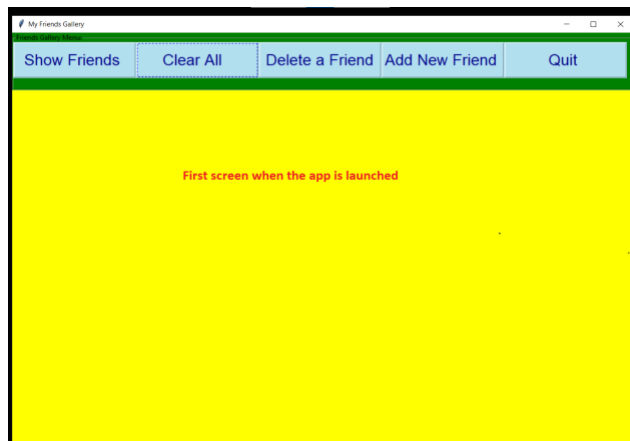 My Friends Gallery
Friends Gallery Menu
Show Friends Clear All Delete a Friend Add New Friend Quit
First screen when the app is launched